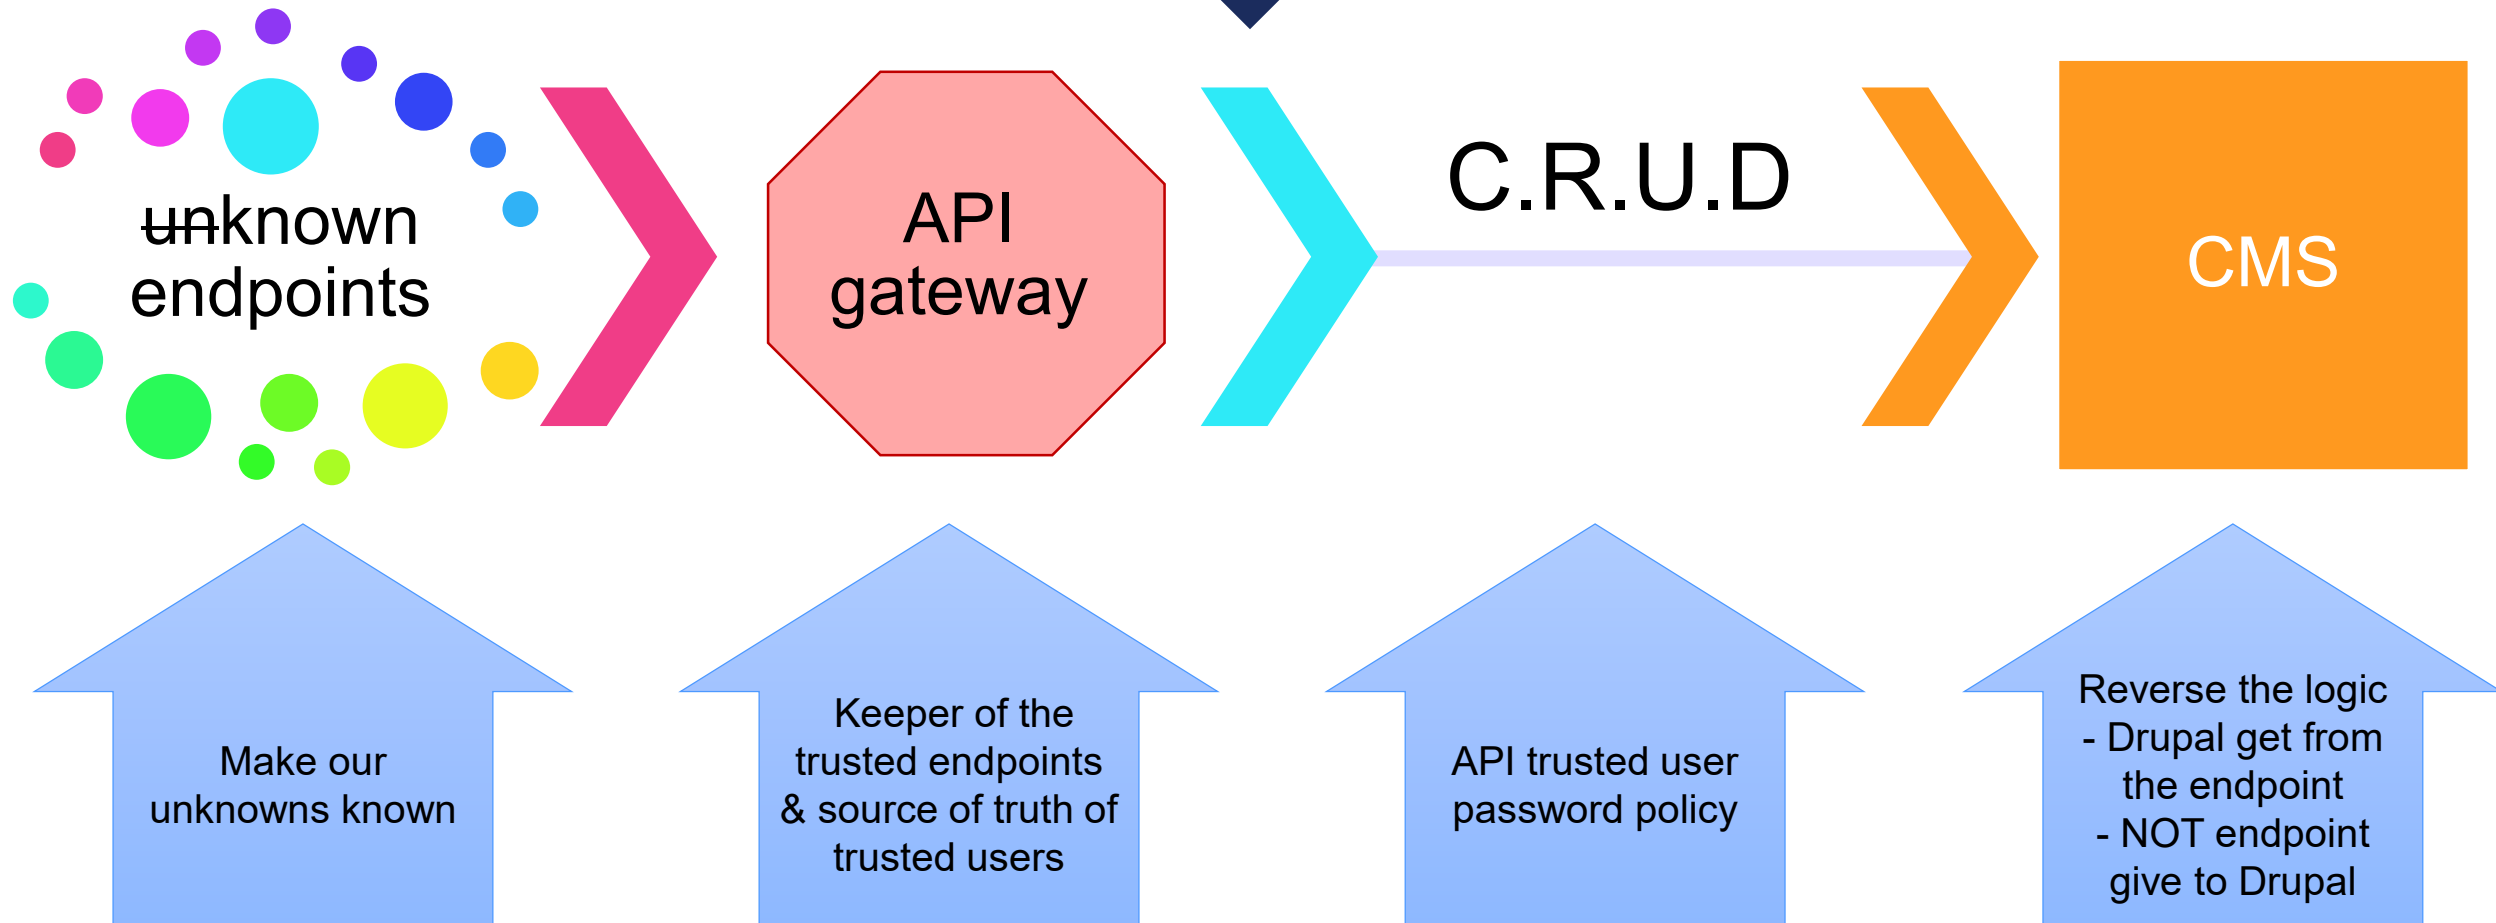 unknown
endpoints
API
gateway
C.R.U.D
CMS
Make our
unknowns known
Keeper of the
trusted endpoints
& source of truth of
trusted users
API trusted user
password policy
Reverse the logic
- Drupal get from
the endpoint
- NOT endpoint
give to Drupal